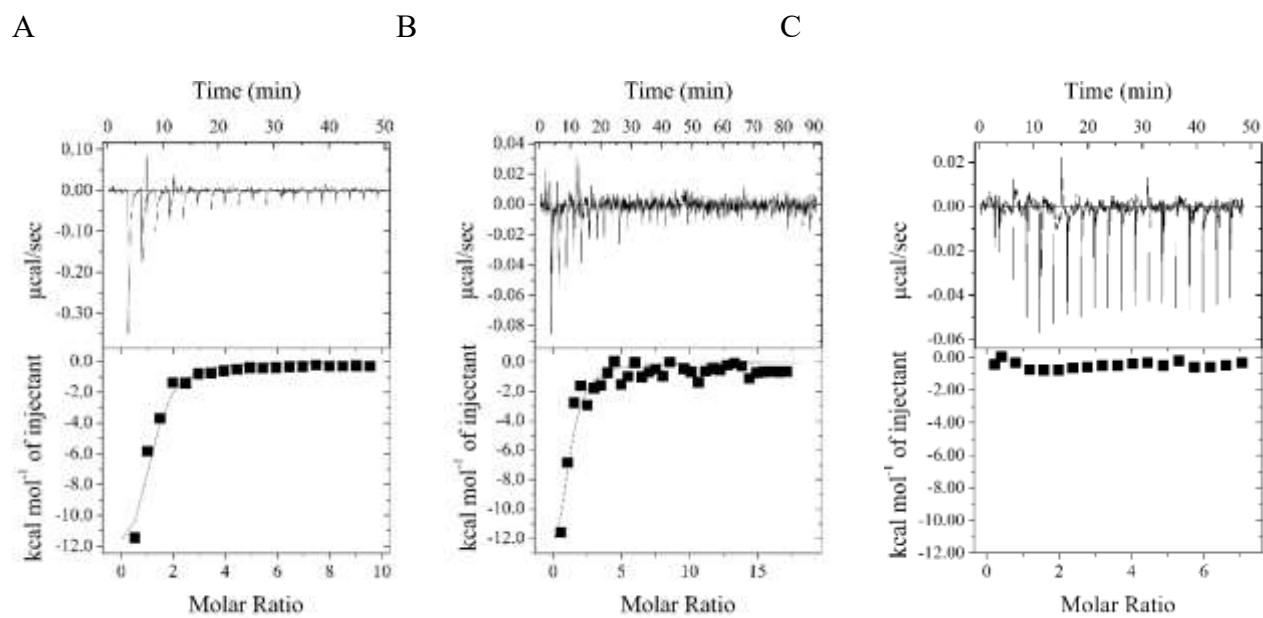 A B C
Time (min)
0 10 20 30 40 50
0.10
0.00
-0.10
-0.20
-0.30
µcal/sec
0.0
-2.0
-4.0
-6.0
-8.0
-10.0
-12.0
kcal mol⁻¹ of injectant
0 2 4 6 8 10
Molar Ratio
Time (min)
0 10 20 30 40 50 60 70 80 90
0.04
0.02
0.00
-0.02
-0.04
-0.06
-0.08
µcal/sec
0.0
-2.0
-4.0
-6.0
-8.0
-10.0
-12.0
kcal mol⁻¹ of injectant
0 5 10 15
Molar Ratio
Time (min)
0 10 20 30 40 50
0.02
0.00
-0.02
-0.04
-0.06
µcal/sec
0.00
-2.00
-4.00
-6.00
-8.00
-10.00
-12.00
kcal mol⁻¹ of injectant
0 2 4 6
Molar Ratio